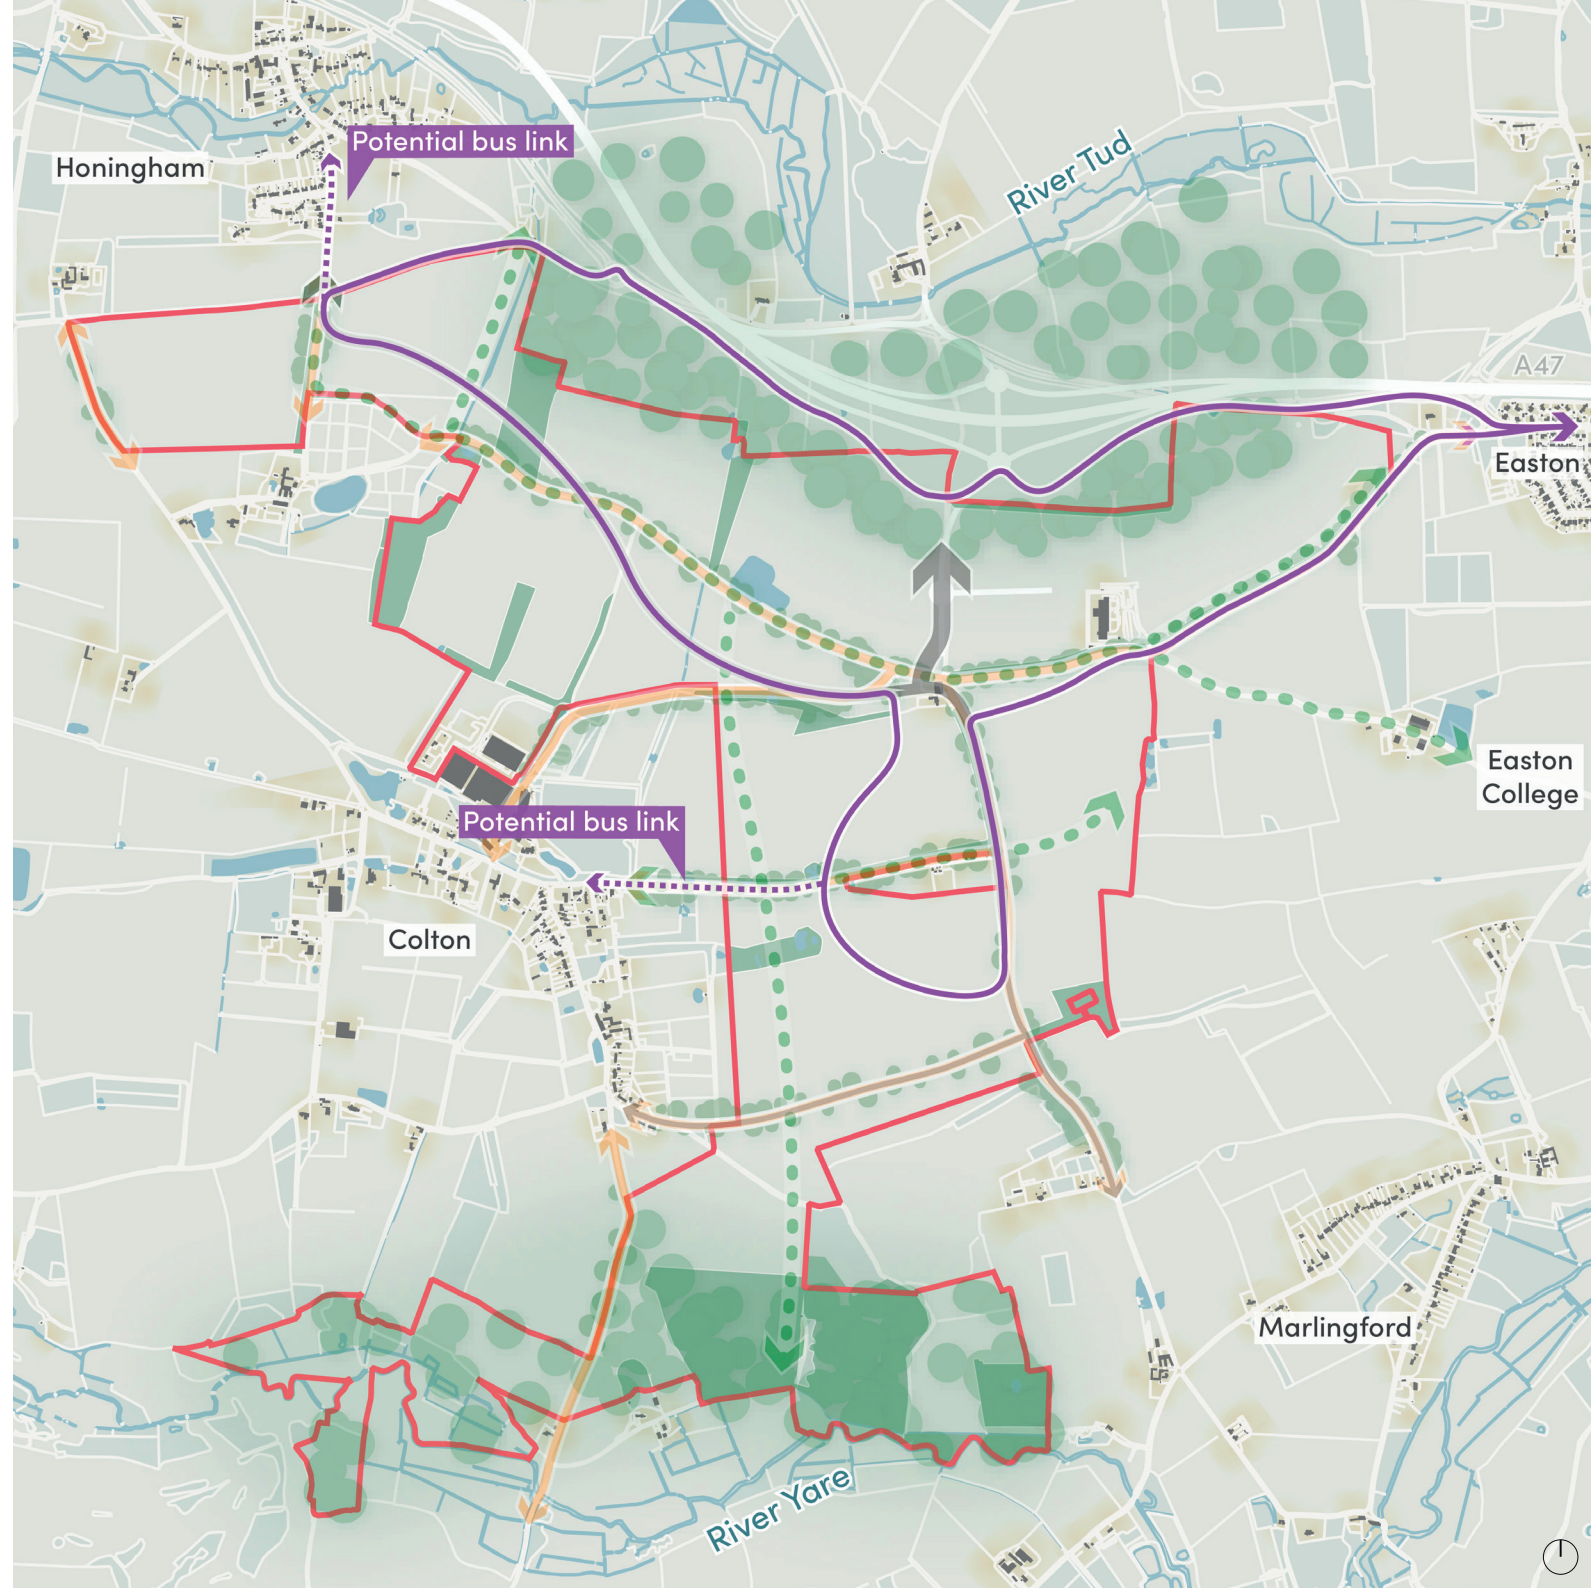 Potential bus link
Honingham
River Tud
A47
Easton
Easton
College
Potential bus link
Colton
Marlingford
River Yare